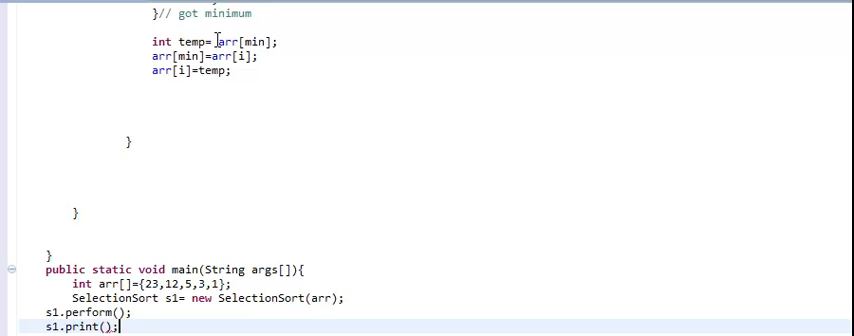 }// got minimum
int temp= arr[min];
arr[min]=arr[i];
arr[i]=temp;
}
}
}
public static void main(String args[]){
int arr[]={23,12,5,3,1};
SelectionSort s1= new SelectionSort(arr);
s1.perform();
s1.print();